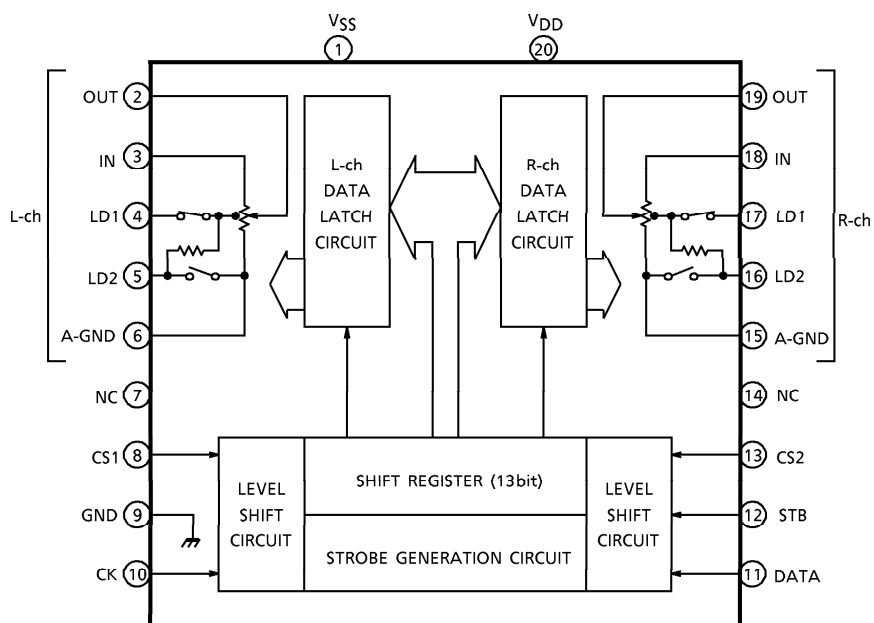 VSS
1
VDD
20
L-ch
OUT 2
IN 3
LD1 4
LD2 5
A-GND 6
NC 7
CS1 8
GND 9
CK 10
L-ch
DATA
LATCH
CIRCUIT
R-ch
DATA
LATCH
CIRCUIT
LEVEL
SHIFT
CIRCUIT
SHIFT REGISTER (13bit)
STROBE GENERATION CIRCUIT
LEVEL
SHIFT
CIRCUIT
19 OUT
18 IN
17 LD1
16 LD2
15 A-GND
14 NC
13 CS2
12 STB
11 DATA
R-ch